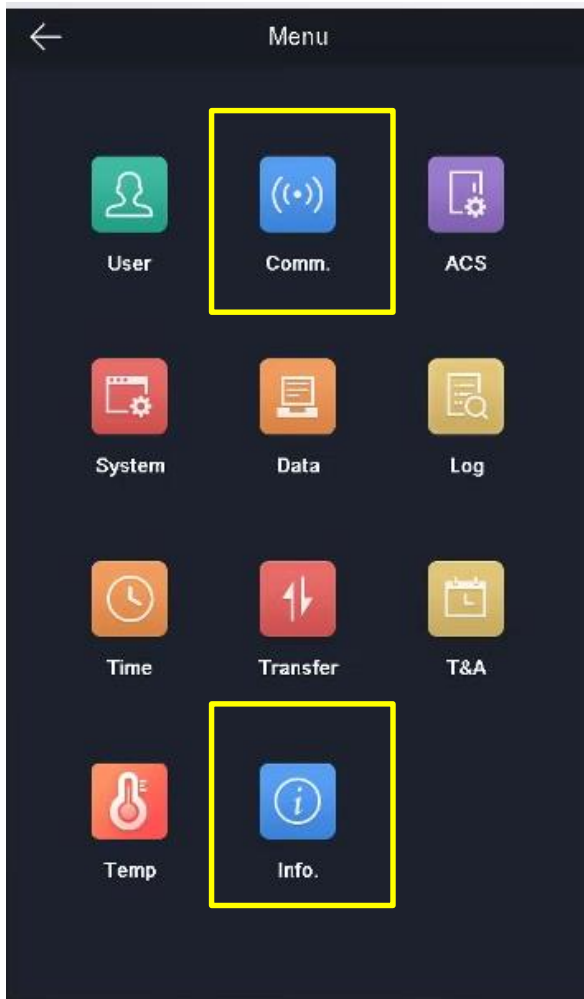 Menu
User Comm. ACS
System Data Log
Time Transfer T&A
Temp Info.